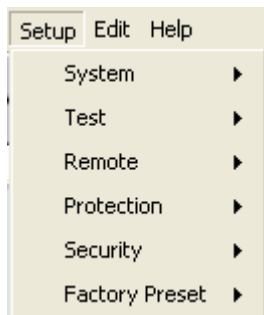 Setup Edit Help
System
Test
Remote
Protection
Security
Factory Preset